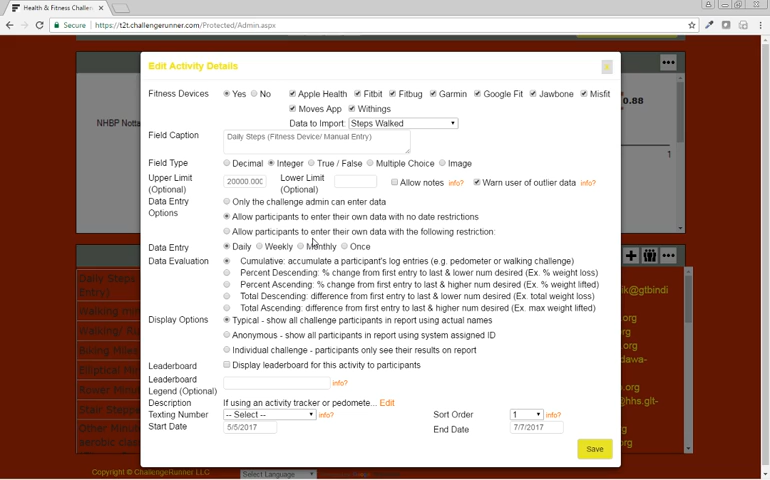 Health & Fitness Challen
Secure https://t2t.challengerunner.com/Protected/Admin.aspx
Edit Activity Details
NHBP Notta
0.88
1
Fitness Devices Yes No Apple Health Fitbit Fitbug Garmin Google Fit Jawbone Misfit
Moves App Withings
Data to Import: Steps Walked
Field Caption Daily Steps (Fitness Device/ Manual Entry)
Field Type Decimal Integer True / False Multiple Choice Image
Upper Limit (Optional) 20000.000 Lower Limit (Optional) Allow notes info? Warn user of outlier data info?
Data Entry Options Only the challenge admin can enter data
Allow participants to enter their own data with no date restrictions
Allow participants to enter their own data with the following restriction:
Data Entry Daily Weekly Monthly Once
Data Evaluation Cumulative: accumulate a participant's log entries (e.g. pedometer or walking challenge)
Percent Descending: % change from first entry to last & lower num desired (Ex. % weight loss)
Percent Ascending: % change from first entry to last & higher num desired (Ex. % weight lifted)
Total Descending: difference from first entry to last & lower num desired (Ex. total weight loss)
Total Ascending: difference from first entry to last & higher num desired (Ex. max weight lifted)
Display Options Typical - show all challenge participants in report using actual names
Anonymous - show all participants in report using system assigned ID
Individual challenge - participants only see their results on report
Leaderboard Display leaderboard for this activity to participants
Leaderboard Legend (Optional) info?
Description If using an activity tracker or pedomete... Edit
Texting Number -- Select -- info? Sort Order 1 info?
Start Date 5/5/2017 End Date 7/7/2017
Save
Daily Steps
Entry)
Walking
Walking/ Ru
Biking Miles
Elliptical Mi
Rower Minu
Stair Steppe
Other Minute
aerobic clas
ik@gtbindi
.org
dawa-
.org
@hhs.glt-
.org
Copyright © ChallengeRunner LLC Select Language